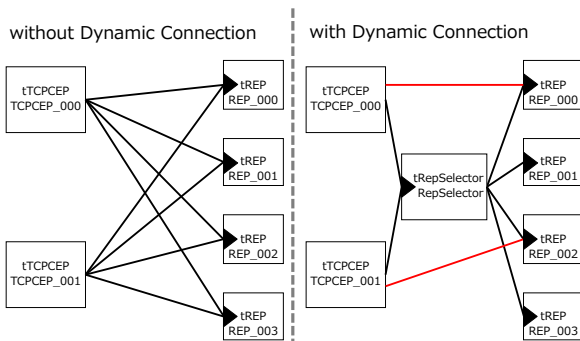 without Dynamic Connection
tTCPCEP
TCPCEP_000
tREP
REP_000
tREP
REP_001
tTCPCEP
TCPCEP_001
tREP
REP_002
tREP
REP_003
with Dynamic Connection
tTCPCEP
TCPCEP_000
tREP
REP_000
tRepSelector
RepSelector
tREP
REP_001
tTCPCEP
TCPCEP_001
tREP
REP_002
tREP
REP_003